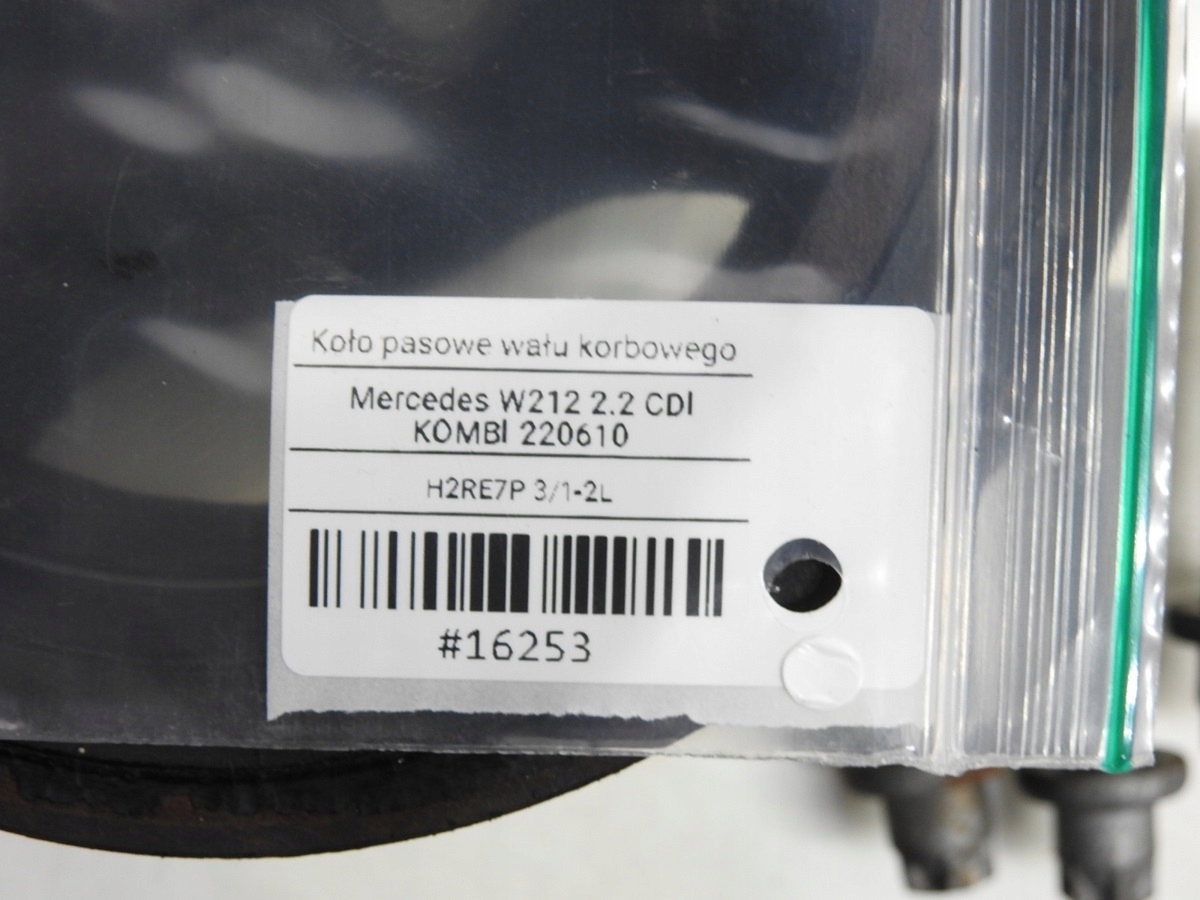 Koło pasowe wału korbowego
Mercedes W212 2.2 CDI
KOMBI 220610
H2RE7P 3/1-2L
#16253